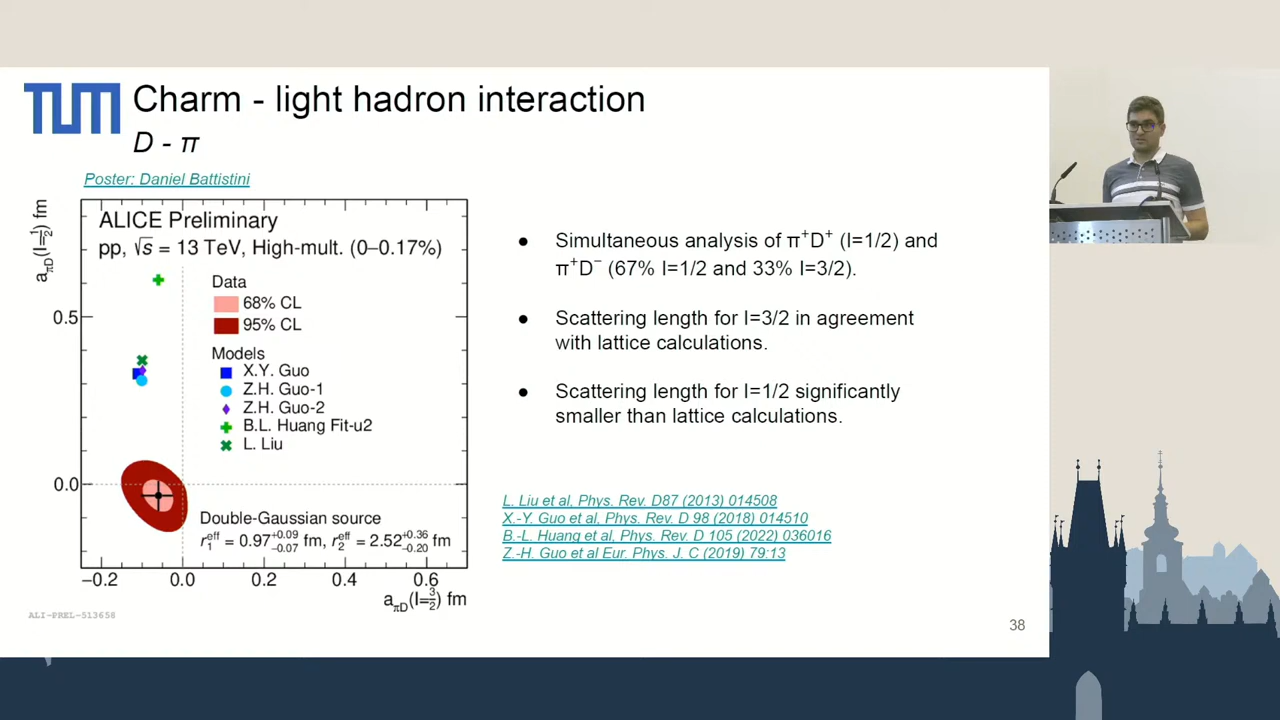 TUM
Charm - light hadron interaction
D - π
Poster: Daniel Battistini
ALICE Preliminary
pp, √s = 13 TeV, High-mult. (0–0.17%)
Data
68% CL
95% CL
Models
X.Y. Guo
Z.H. Guo-1
Z.H. Guo-2
B.L. Huang Fit-u2
L. Liu
Double-Gaussian source
r₁ᵉᶠᶠ = 0.97 +0.09 −0.07 fm, r₂ᵉᶠᶠ = 2.52 +0.36 −0.20 fm
a_πD(I=1/2) fm
0.5
0.0
−0.2 0.0 0.2 0.4 0.6
a_πD(I=3/2) fm
ALI-PREL-513658
● Simultaneous analysis of π⁺D⁺ (I=1/2) and
π⁺D⁻ (67% I=1/2 and 33% I=3/2).
● Scattering length for I=3/2 in agreement
with lattice calculations.
● Scattering length for I=1/2 significantly
smaller than lattice calculations.
L. Liu et al, Phys. Rev. D87 (2013) 014508
X.-Y. Guo et al, Phys. Rev. D 98 (2018) 014510
B.-L. Huang et al, Phys. Rev. D 105 (2022) 036016
Z.-H. Guo et al Eur. Phys. J. C (2019) 79:13
38